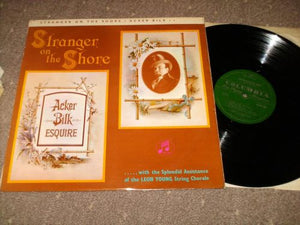 STRANGER ON THE SHORE · ACKER BILK
Stranger
on the
Shore
Acker
Bilk
ESQUIRE
..... with the Splendid Assistance
of the LEON YOUNG String Chorale
COLUMBIA